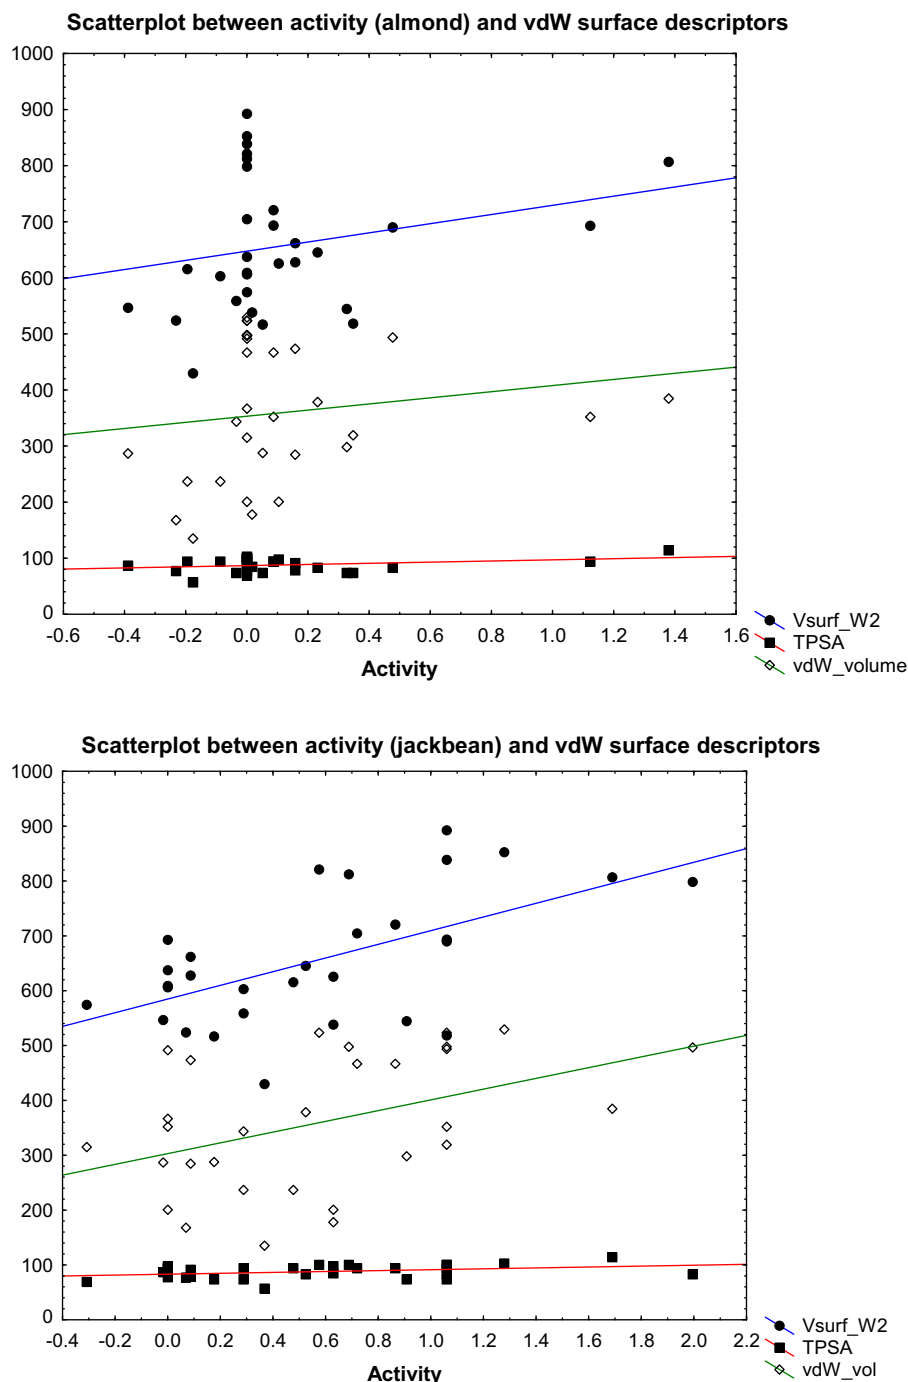 Scatterplot between activity (almond) and vdW surface descriptors
1000
900
800
700
600
500
400
300
200
100
0
-0.6 -0.4 -0.2 0.0 0.2 0.4 0.6 0.8 1.0 1.2 1.4 1.6
Activity
Vsurf_W2
TPSA
vdW_volume
Scatterplot between activity (jackbean) and vdW surface descriptors
1000
900
800
700
600
500
400
300
200
100
0
-0.4 -0.2 0.0 0.2 0.4 0.6 0.8 1.0 1.2 1.4 1.6 1.8 2.0 2.2
Activity
Vsurf_W2
TPSA
vdW_vol